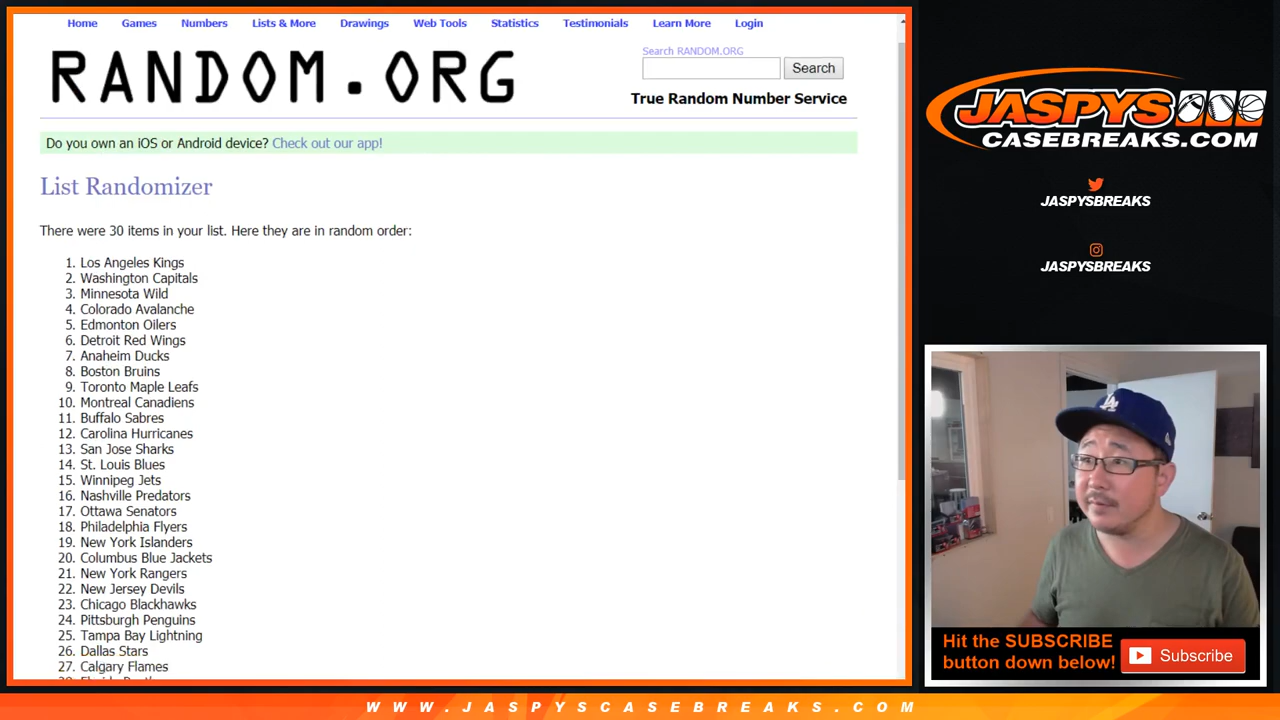 Home Games Numbers Lists & More Drawings Web Tools Statistics Testimonials Learn More Login
RANDOM.ORG
Search RANDOM.ORG
Search
True Random Number Service
Do you own an iOS or Android device? Check out our app!
List Randomizer
There were 30 items in your list. Here they are in random order:
1. Los Angeles Kings
2. Washington Capitals
3. Minnesota Wild
4. Colorado Avalanche
5. Edmonton Oilers
6. Detroit Red Wings
7. Anaheim Ducks
8. Boston Bruins
9. Toronto Maple Leafs
10. Montreal Canadiens
11. Buffalo Sabres
12. Carolina Hurricanes
13. San Jose Sharks
14. St. Louis Blues
15. Winnipeg Jets
16. Nashville Predators
17. Ottawa Senators
18. Philadelphia Flyers
19. New York Islanders
20. Columbus Blue Jackets
21. New York Rangers
22. New Jersey Devils
23. Chicago Blackhawks
24. Pittsburgh Penguins
25. Tampa Bay Lightning
26. Dallas Stars
27. Calgary Flames
JASPYS
CASEBREAKS.COM
JASPYSBREAKS
JASPYSBREAKS
LA
Hit the SUBSCRIBE
button down below!
Subscribe
WWW.JASPYSCASEBREAKS.COM